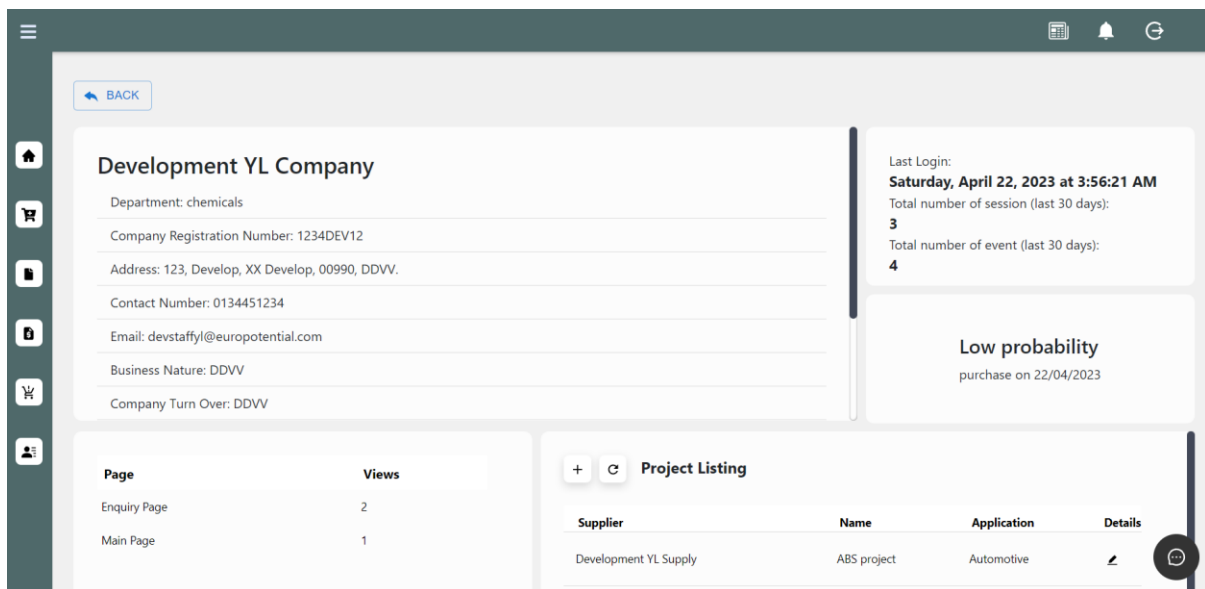 BACK
Development YL Company
Department: chemicals
Company Registration Number: 1234DEV12
Address: 123, Develop, XX Develop, 00990, DDVV.
Contact Number: 0134451234
Email: devstaffyl@europotential.com
Business Nature: DDVV
Company Turn Over: DDVV
Last Login:
Saturday, April 22, 2023 at 3:56:21 AM
Total number of session (last 30 days):
3
Total number of event (last 30 days):
4
Low probability
purchase on 22/04/2023
Page Views
Enquiry Page 2
Main Page 1
Project Listing
Supplier Name Application Details
Development YL Supply ABS project Automotive